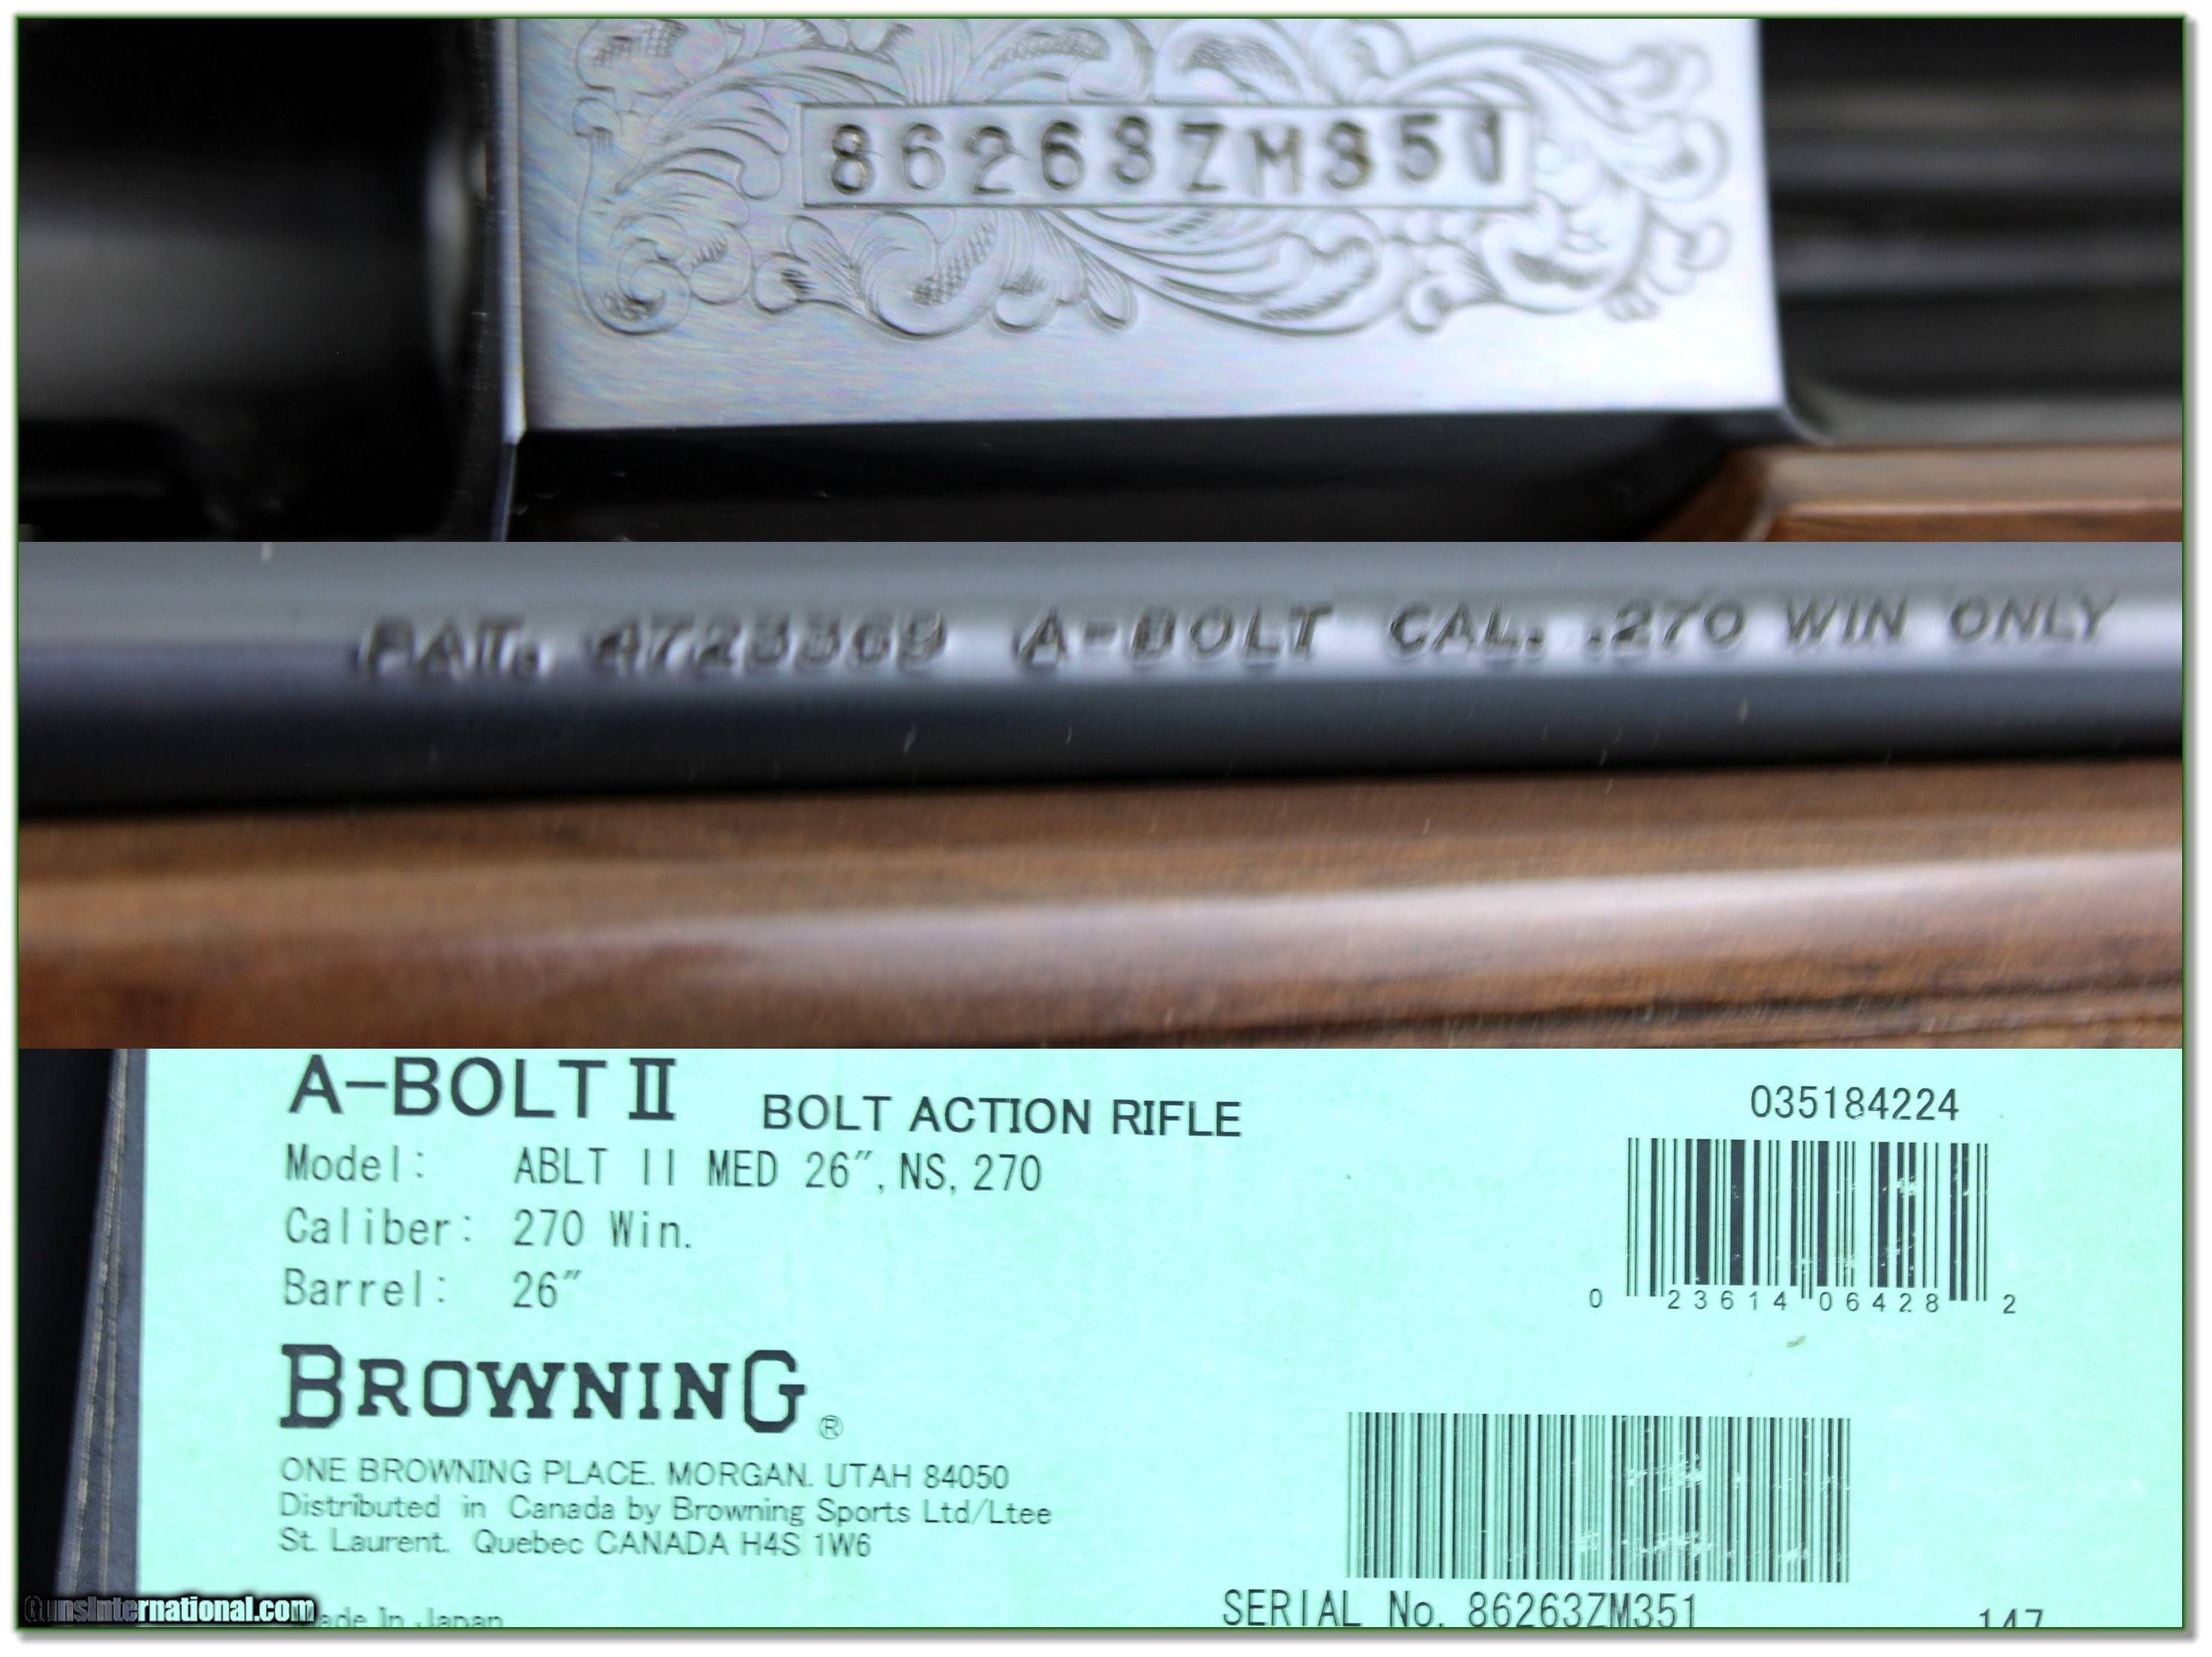 86263ZM351
PAT. 4723369 A-BOLT CAL. .270 WIN ONLY
A-BOLT II BOLT ACTION RIFLE
035184224
Model: ABLT II MED 26″, NS, 270
Caliber: 270 Win.
Barrel: 26″
0 23614 06428 2
BROWNING®
ONE BROWNING PLACE. MORGAN. UTAH 84050
Distributed in Canada by Browning Sports Ltd/Ltee
St. Laurent. Quebec CANADA H4S 1W6
Made In Japan
SERIAL No. 86263ZM351
147
GunsInternational.com